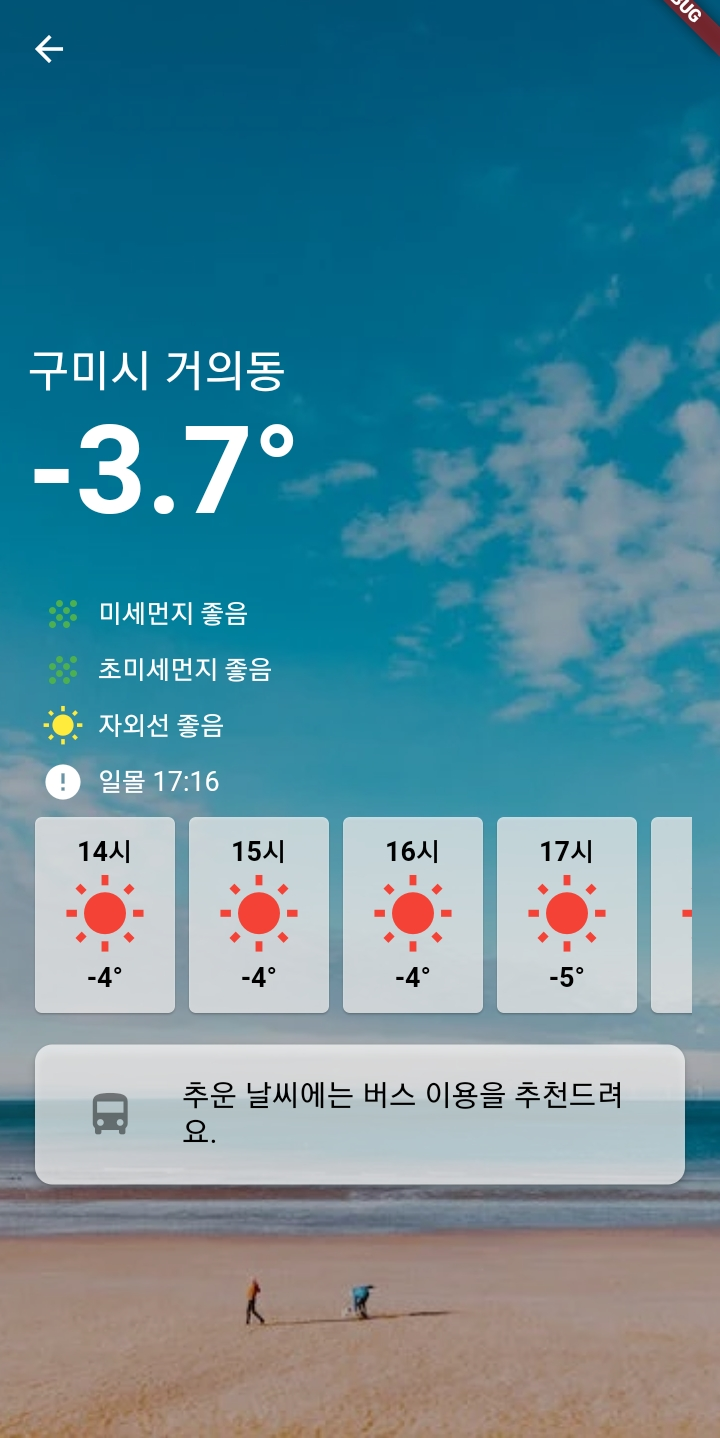 구미시 거의동
-3.7°
미세먼지 좋음
초미세먼지 좋음
자외선 좋음
일몰 17:16
14시 15시 16시 17시
-4° -4° -4° -5°
추운 날씨에는 버스 이용을 추천드려
요.